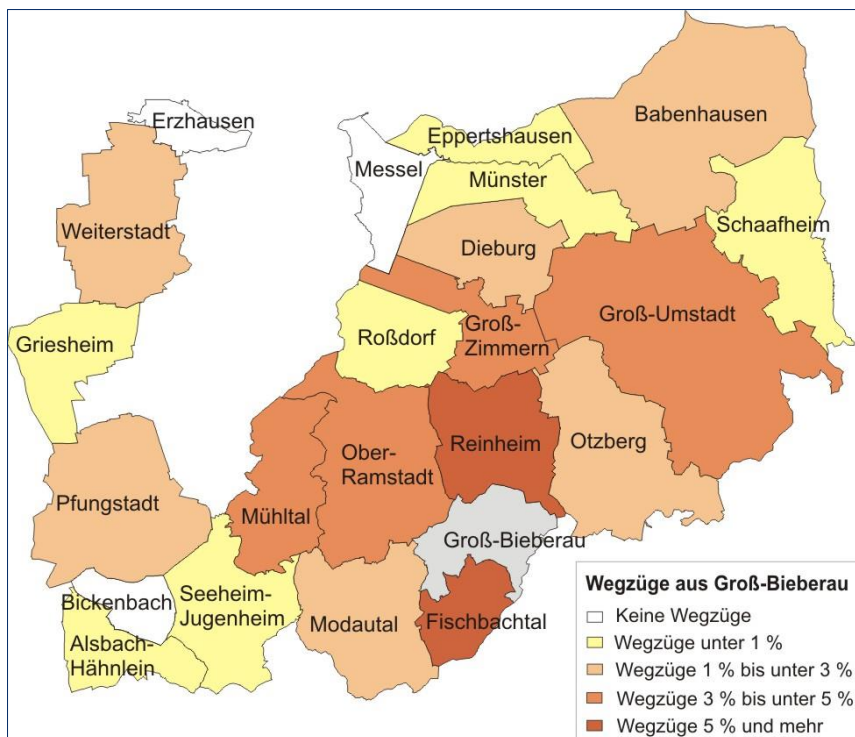 Erzhausen
Babenhausen
Eppertshausen
Messel
Münster
Schaafheim
Weiterstadt
Dieburg
Groß-Umstadt
Griesheim
Roßdorf
Groß-
Zimmern
Reinheim
Otzberg
Ober-
Ramstadt
Pfungstadt
Mühltal
Groß-Bieberau
Bickenbach
Seeheim-
Jugenheim
Modautal
Fischbachtal
Alsbach-
Hähnlein
Wegzüge aus Groß-Bieberau
Keine Wegzüge
Wegzüge unter 1 %
Wegzüge 1 % bis unter 3 %
Wegzüge 3 % bis unter 5 %
Wegzüge 5 % und mehr